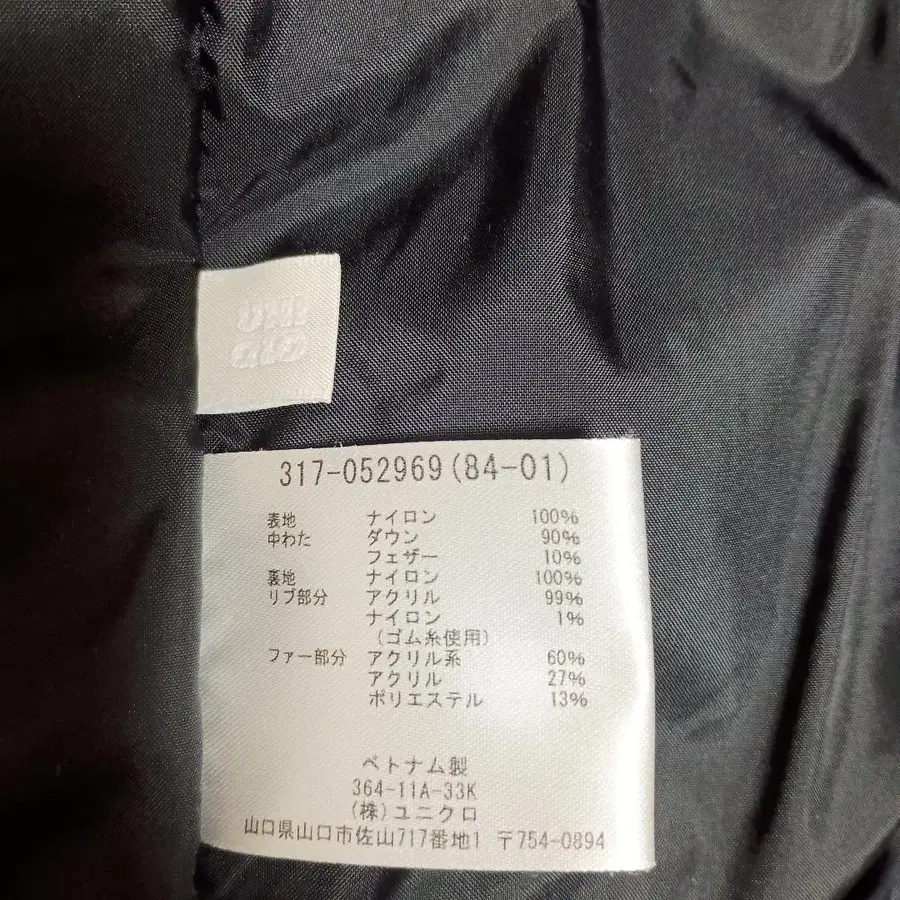 UNI
QLO
317-052969(84-01)
表地 ナイロン 100%
中わた ダウン 90%
フェザー 10%
裏地 ナイロン 100%
リブ部分 アクリル 99%
ナイロン 1%
(ゴム糸使用)
ファー部分 アクリル系 60%
アクリル 27%
ポリエステル 13%
ベトナム製
364-11A-33K
(株)ユニクロ
山口県山口市佐山717番地1 〒754-0894